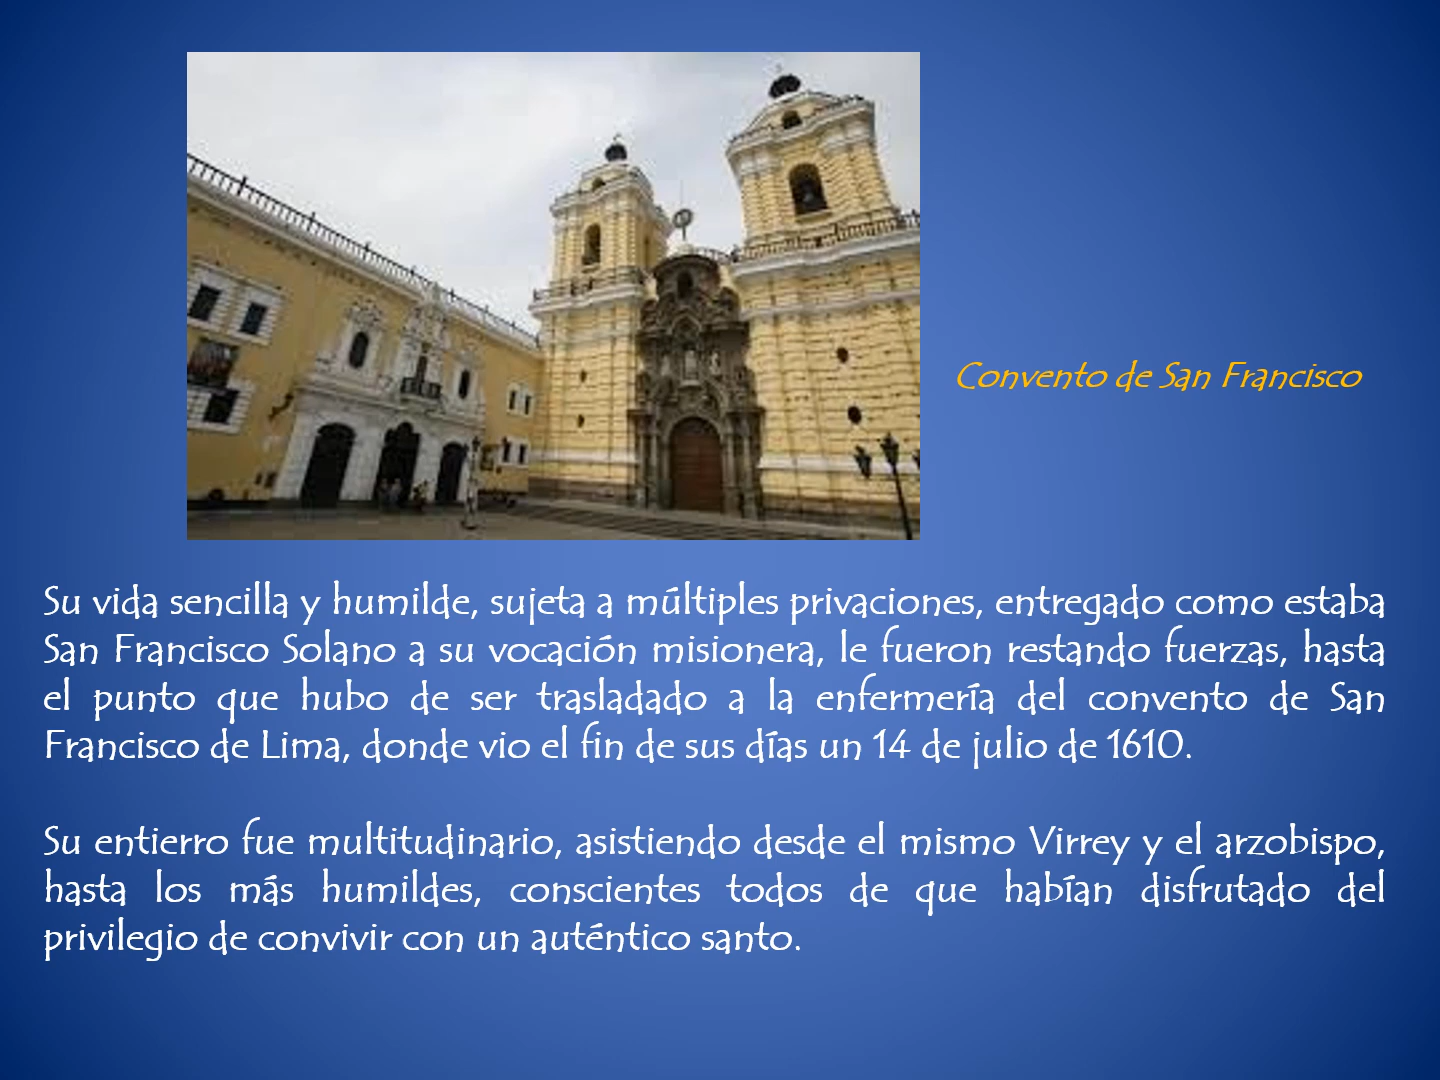 Convento de San Francisco
Su vida sencilla y humilde, sujeta a múltiples privaciones, entregado como estaba
San Francisco Solano a su vocación misionera, le fueron restando fuerzas, hasta
el punto que hubo de ser trasladado a la enfermería del convento de San
Francisco de Lima, donde vio el fin de sus días un 14 de julio de 1610.
Su entierro fue multitudinario, asistiendo desde el mismo Virrey y el arzobispo,
hasta los más humildes, conscientes todos de que habían disfrutado del
privilegio de convivir con un auténtico santo.